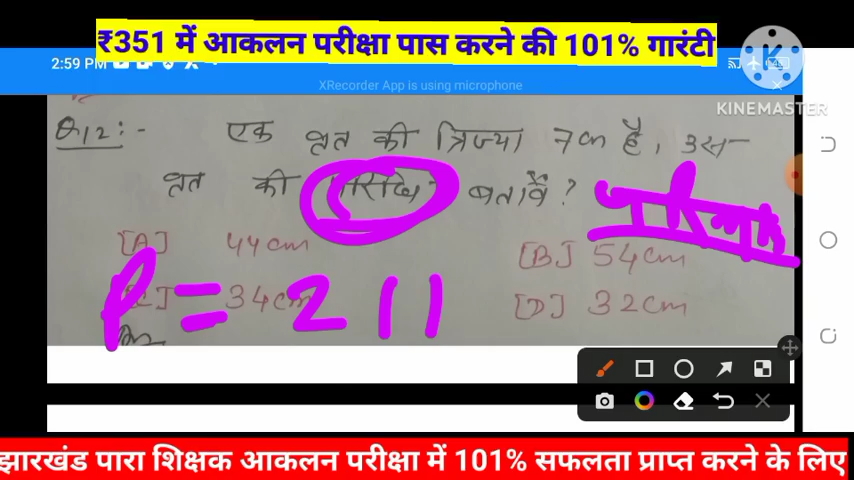 ₹351 में आकलन परीक्षा पास करने की 101% गारंटी
2:59 PM
XRecorder App is using microphone
KINEMASTER
Q12:- एक वृत की त्रिज्या 7cm है, उस
वृत की परिधि बतावें?
[A] 44cm
[B] 54cm
[C] 34cm
[D] 32cm
P = 2
झारखंड पारा शिक्षक आकलन परीक्षा में 101% सफलता प्राप्त करने के लिए